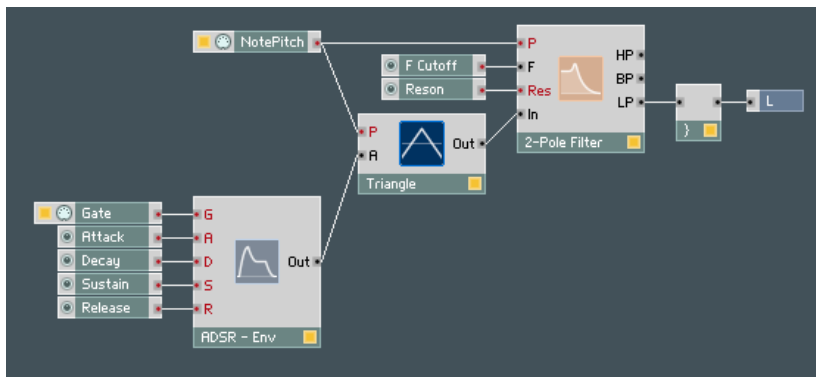 NotePitch
P
F Cutoff
F
HP
Reson
Res
BP
LP
In
2-Pole Filter
}
L
P
A
Out
Triangle
Gate
G
Attack
A
Decay
D
Out
Sustain
S
Release
R
ADSR - Env